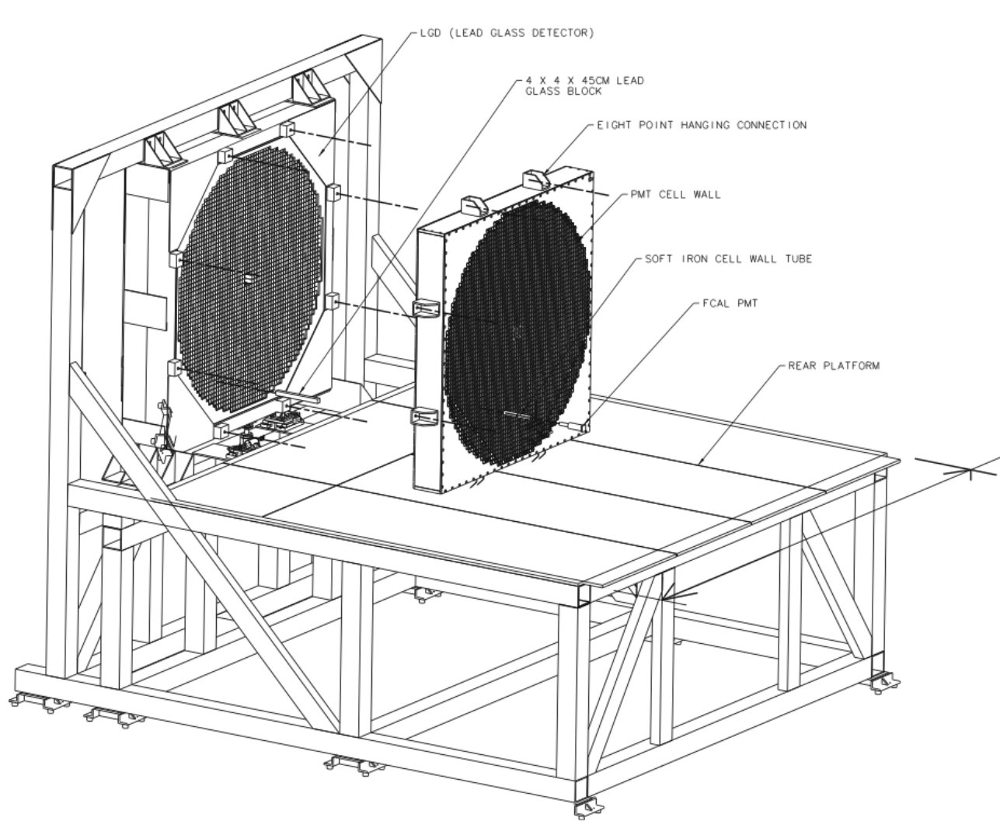 LGD (LEAD GLASS DETECTOR)
4 X 4 X 45CM LEAD
GLASS BLOCK
EIGHT POINT HANGING CONNECTION
PMT CELL WALL
SOFT IRON CELL WALL TUBE
FCAL PMT
REAR PLATFORM